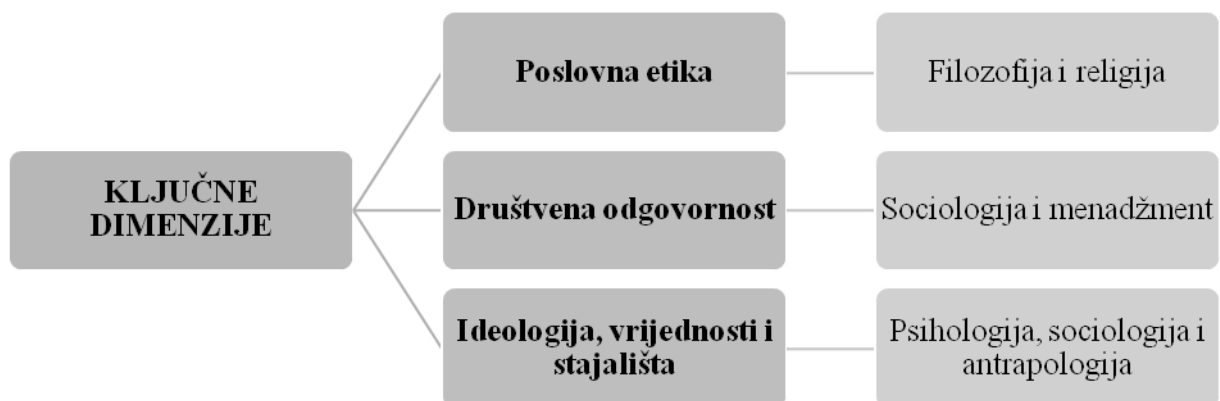 KLJUČNE
DIMENZIJE
Poslovna etika
Filozofija i religija
Društvena odgovornost
Sociologija i menadžment
Ideologija, vrijednosti i
stajališta
Psihologija, sociologija i
antrapologija